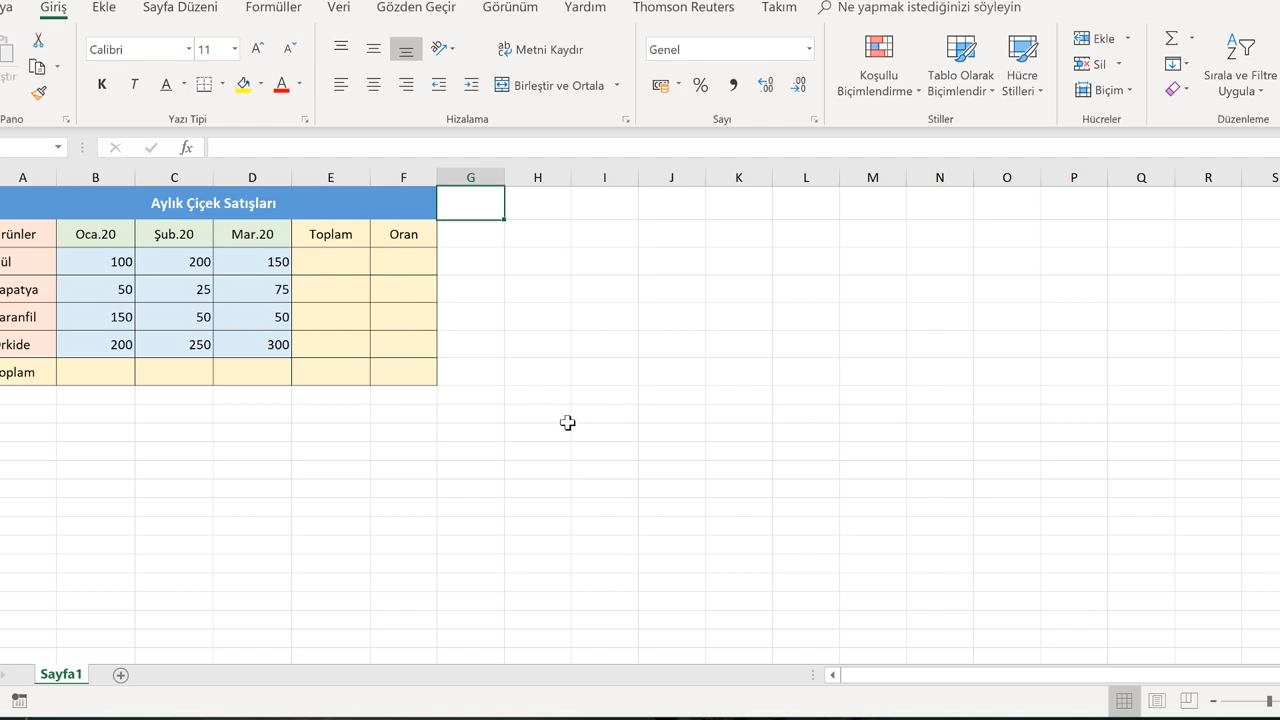 Giriş Ekle Sayfa Düzeni Formüller Veri Gözden Geçir Görünüm Yardım Thomson Reuters Takım Ne yapmak istediğinizi söyleyin
Calibri 11 Metni Kaydır Genel Ekle
Koşullu Biçimlendirme Tablo Olarak Biçimlendir Hücre Stilleri Sil Sırala ve Filtre Uygula
K T A A Birleştir ve Ortala % Biçim
Pano Yazı Tipi Hizalama Sayı Stiller Hücreler Düzenleme
fx
A B C D E F G H I J K L M N O P Q R S
Aylık Çiçek Satışları
rünler Oca.20 Şub.20 Mar.20 Toplam Oran
ül 100 200 150
apatya 50 25 75
aranfil 150 50 50
rkide 200 250 300
oplam
Sayfa1